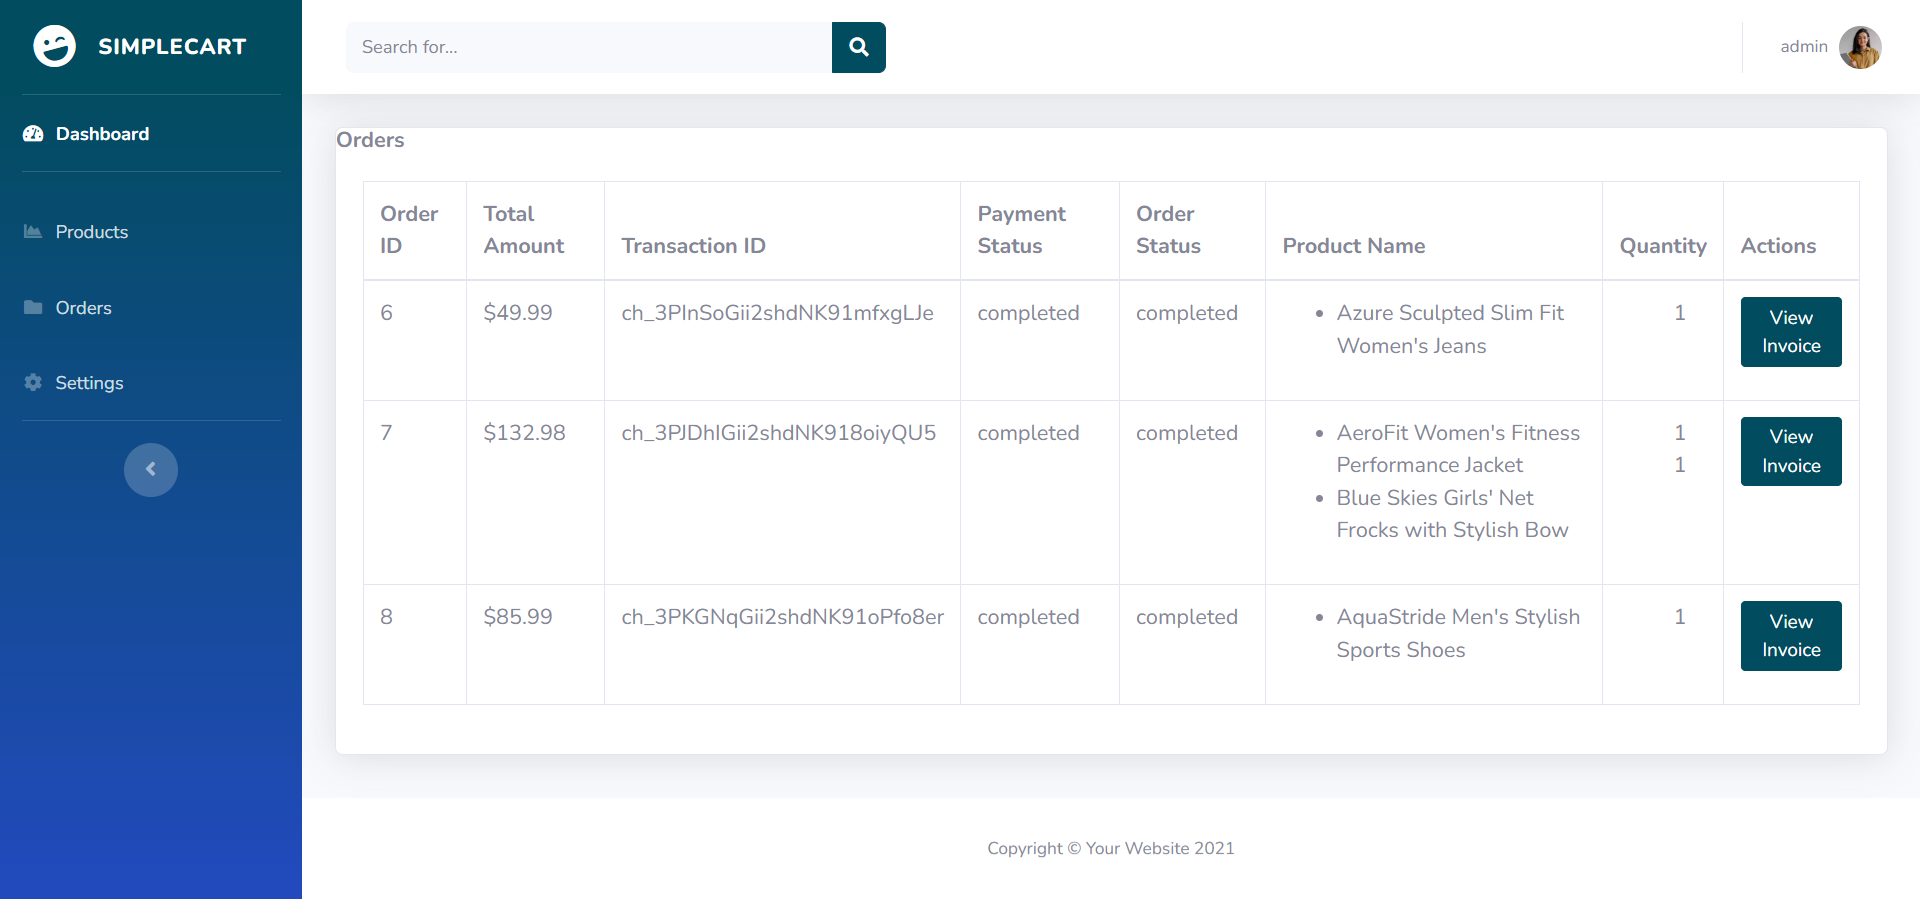 SIMPLECART
Search for...
admin
Dashboard
Products
Orders
Settings
Orders
Order ID Total Amount Transaction ID Payment Status Order Status Product Name Quantity Actions
6 $49.99 ch_3PInSoGii2shdNK91mfxgLJe completed completed Azure Sculpted Slim Fit Women's Jeans 1 View Invoice
7 $132.98 ch_3PJDhIGii2shdNK918oiyQU5 completed completed AeroFit Women's Fitness Performance Jacket 1
Blue Skies Girls' Net Frocks with Stylish Bow 1 View Invoice
8 $85.99 ch_3PKGNqGii2shdNK91oPfo8er completed completed AquaStride Men's Stylish Sports Shoes 1 View Invoice
Copyright © Your Website 2021